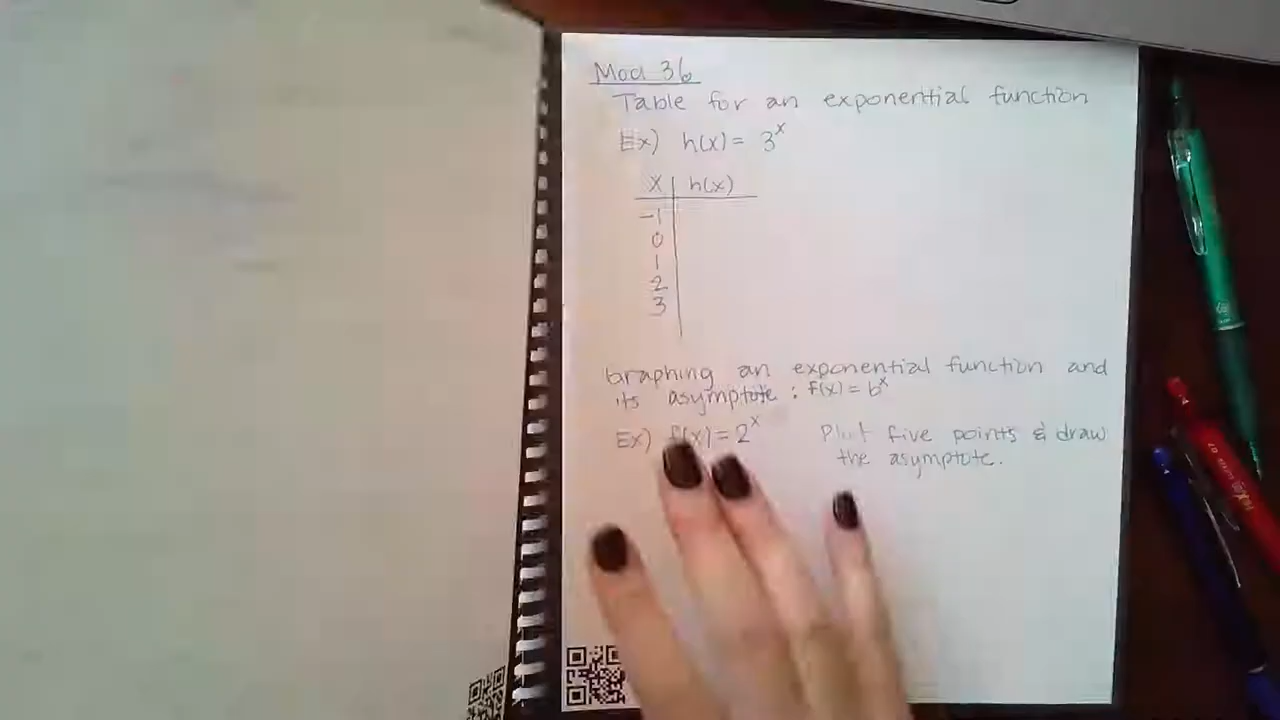 Mod 36
Table for an exponential function
Ex) h(x) = 3^x
x | h(x)
-1
0
1
2
3
Graphing an exponential function and
its asymptote : f(x) = b^x
Ex) f(x) = 2^x Plot five points & draw
the asymptote.